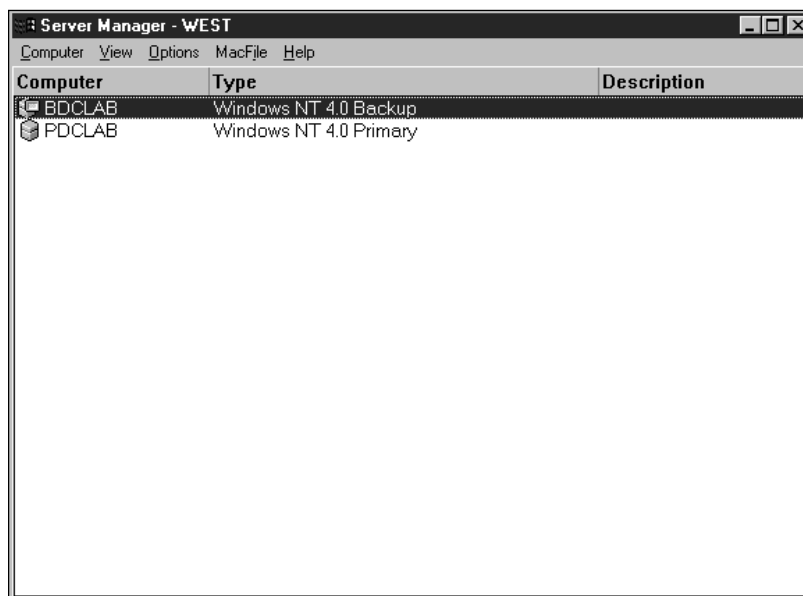 Server Manager - WEST
Computer View Options MacFile Help
Computer Type Description
BDCLAB Windows NT 4.0 Backup
PDCLAB Windows NT 4.0 Primary